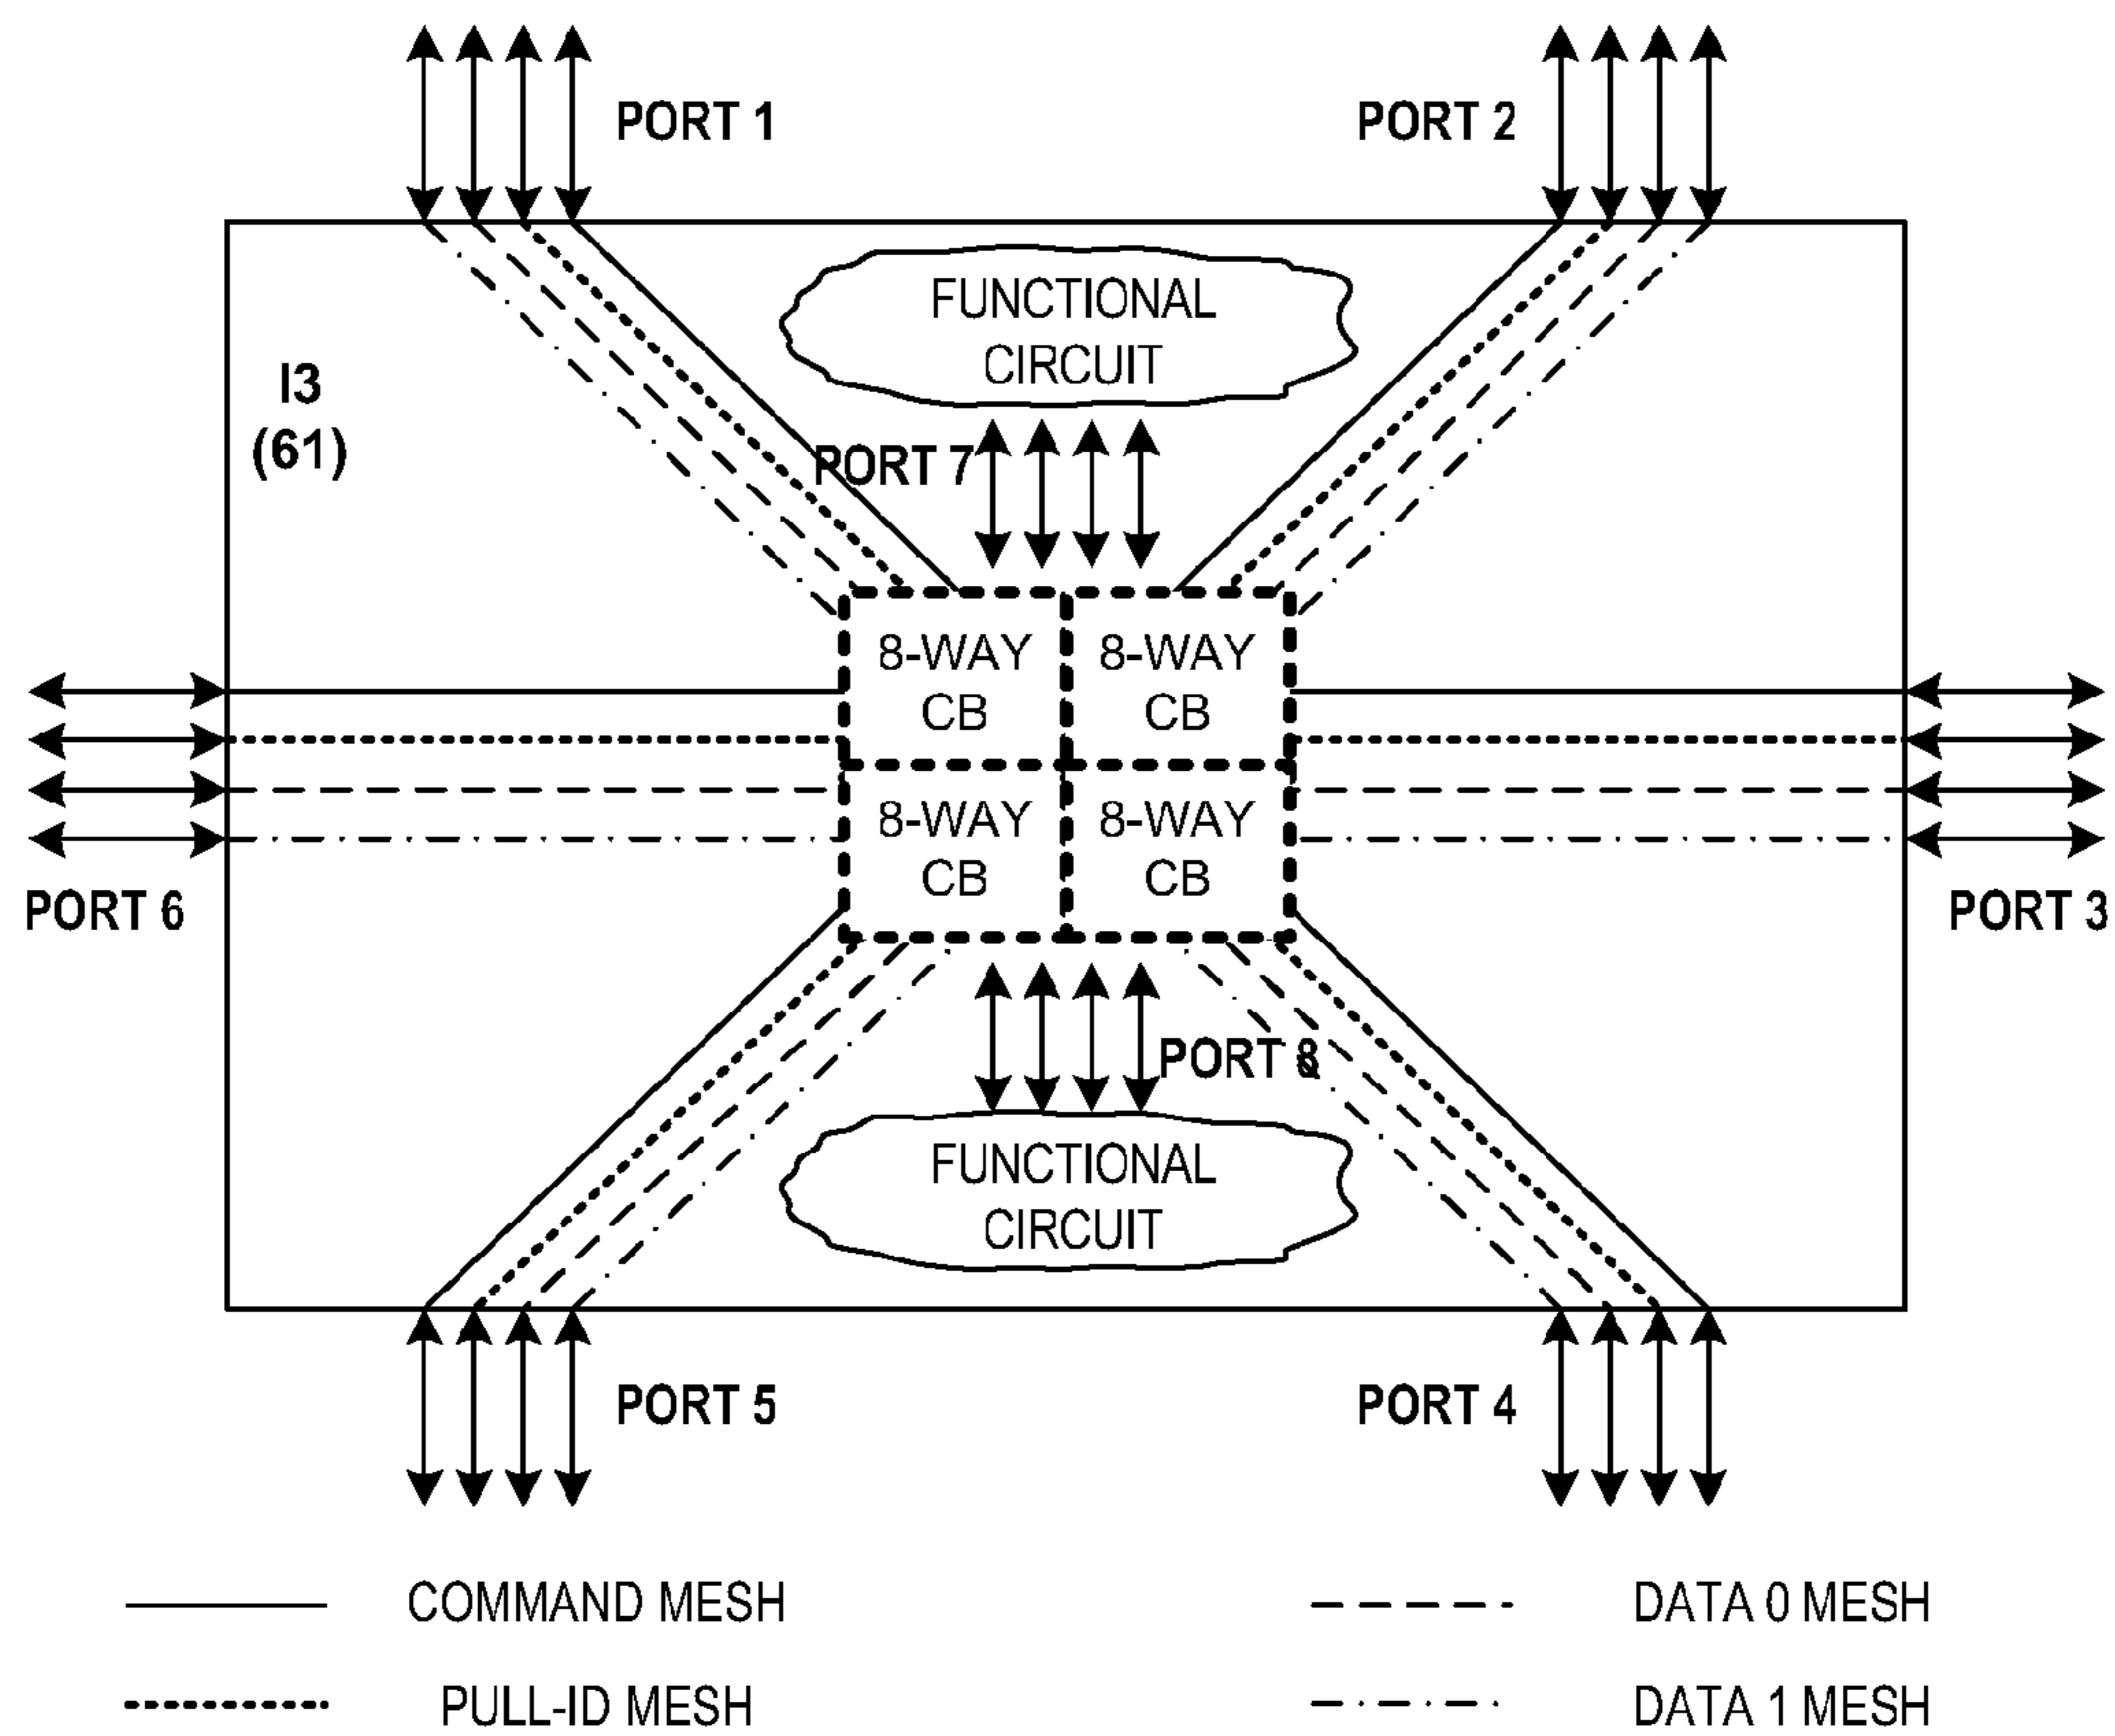 PORT 1
PORT 2
FUNCTIONAL
CIRCUIT
I3
(61)
PORT 7
8-WAY
CB
8-WAY
CB
8-WAY
CB
8-WAY
CB
PORT 6
PORT 3
PORT 8
FUNCTIONAL
CIRCUIT
PORT 5
PORT 4
COMMAND MESH
DATA 0 MESH
PULL-ID MESH
DATA 1 MESH